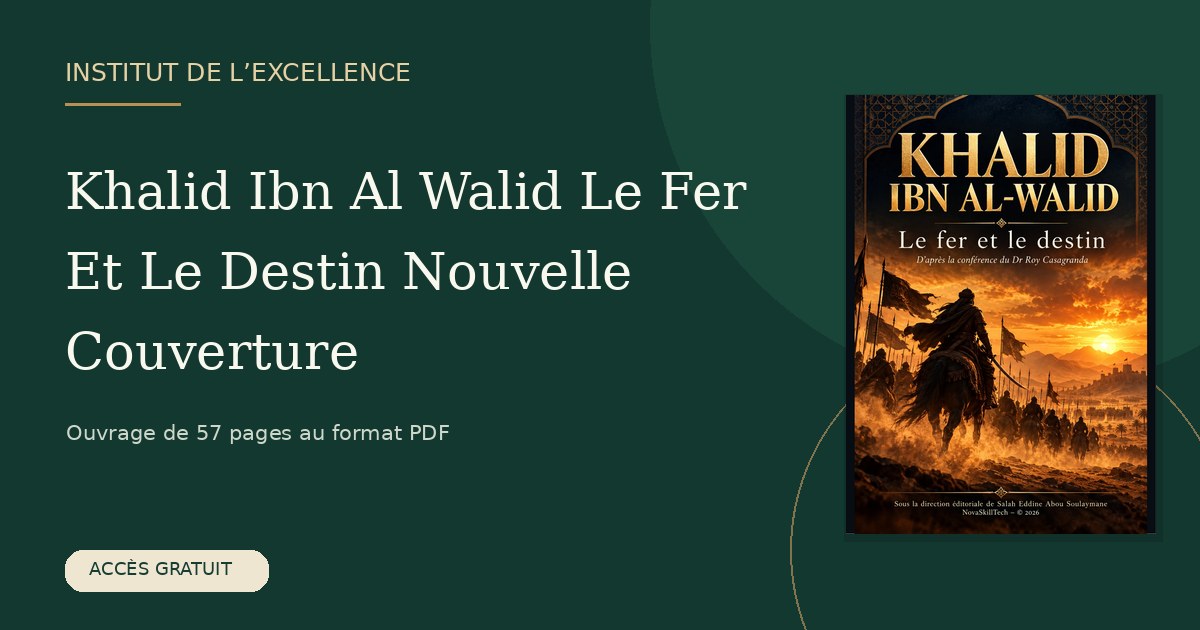 INSTITUT DE L’EXCELLENCE
Khalid Ibn Al Walid Le Fer
Et Le Destin Nouvelle
Couverture
Ouvrage de 57 pages au format PDF
ACCÈS GRATUIT
KHALID
IBN AL-WALID
Le fer et le destin
D'après la conférence du Dr Roy Casagranda
Sous la direction éditoriale de Salah Eddine Abou Soulaymane
NovaSkillTech – © 2026